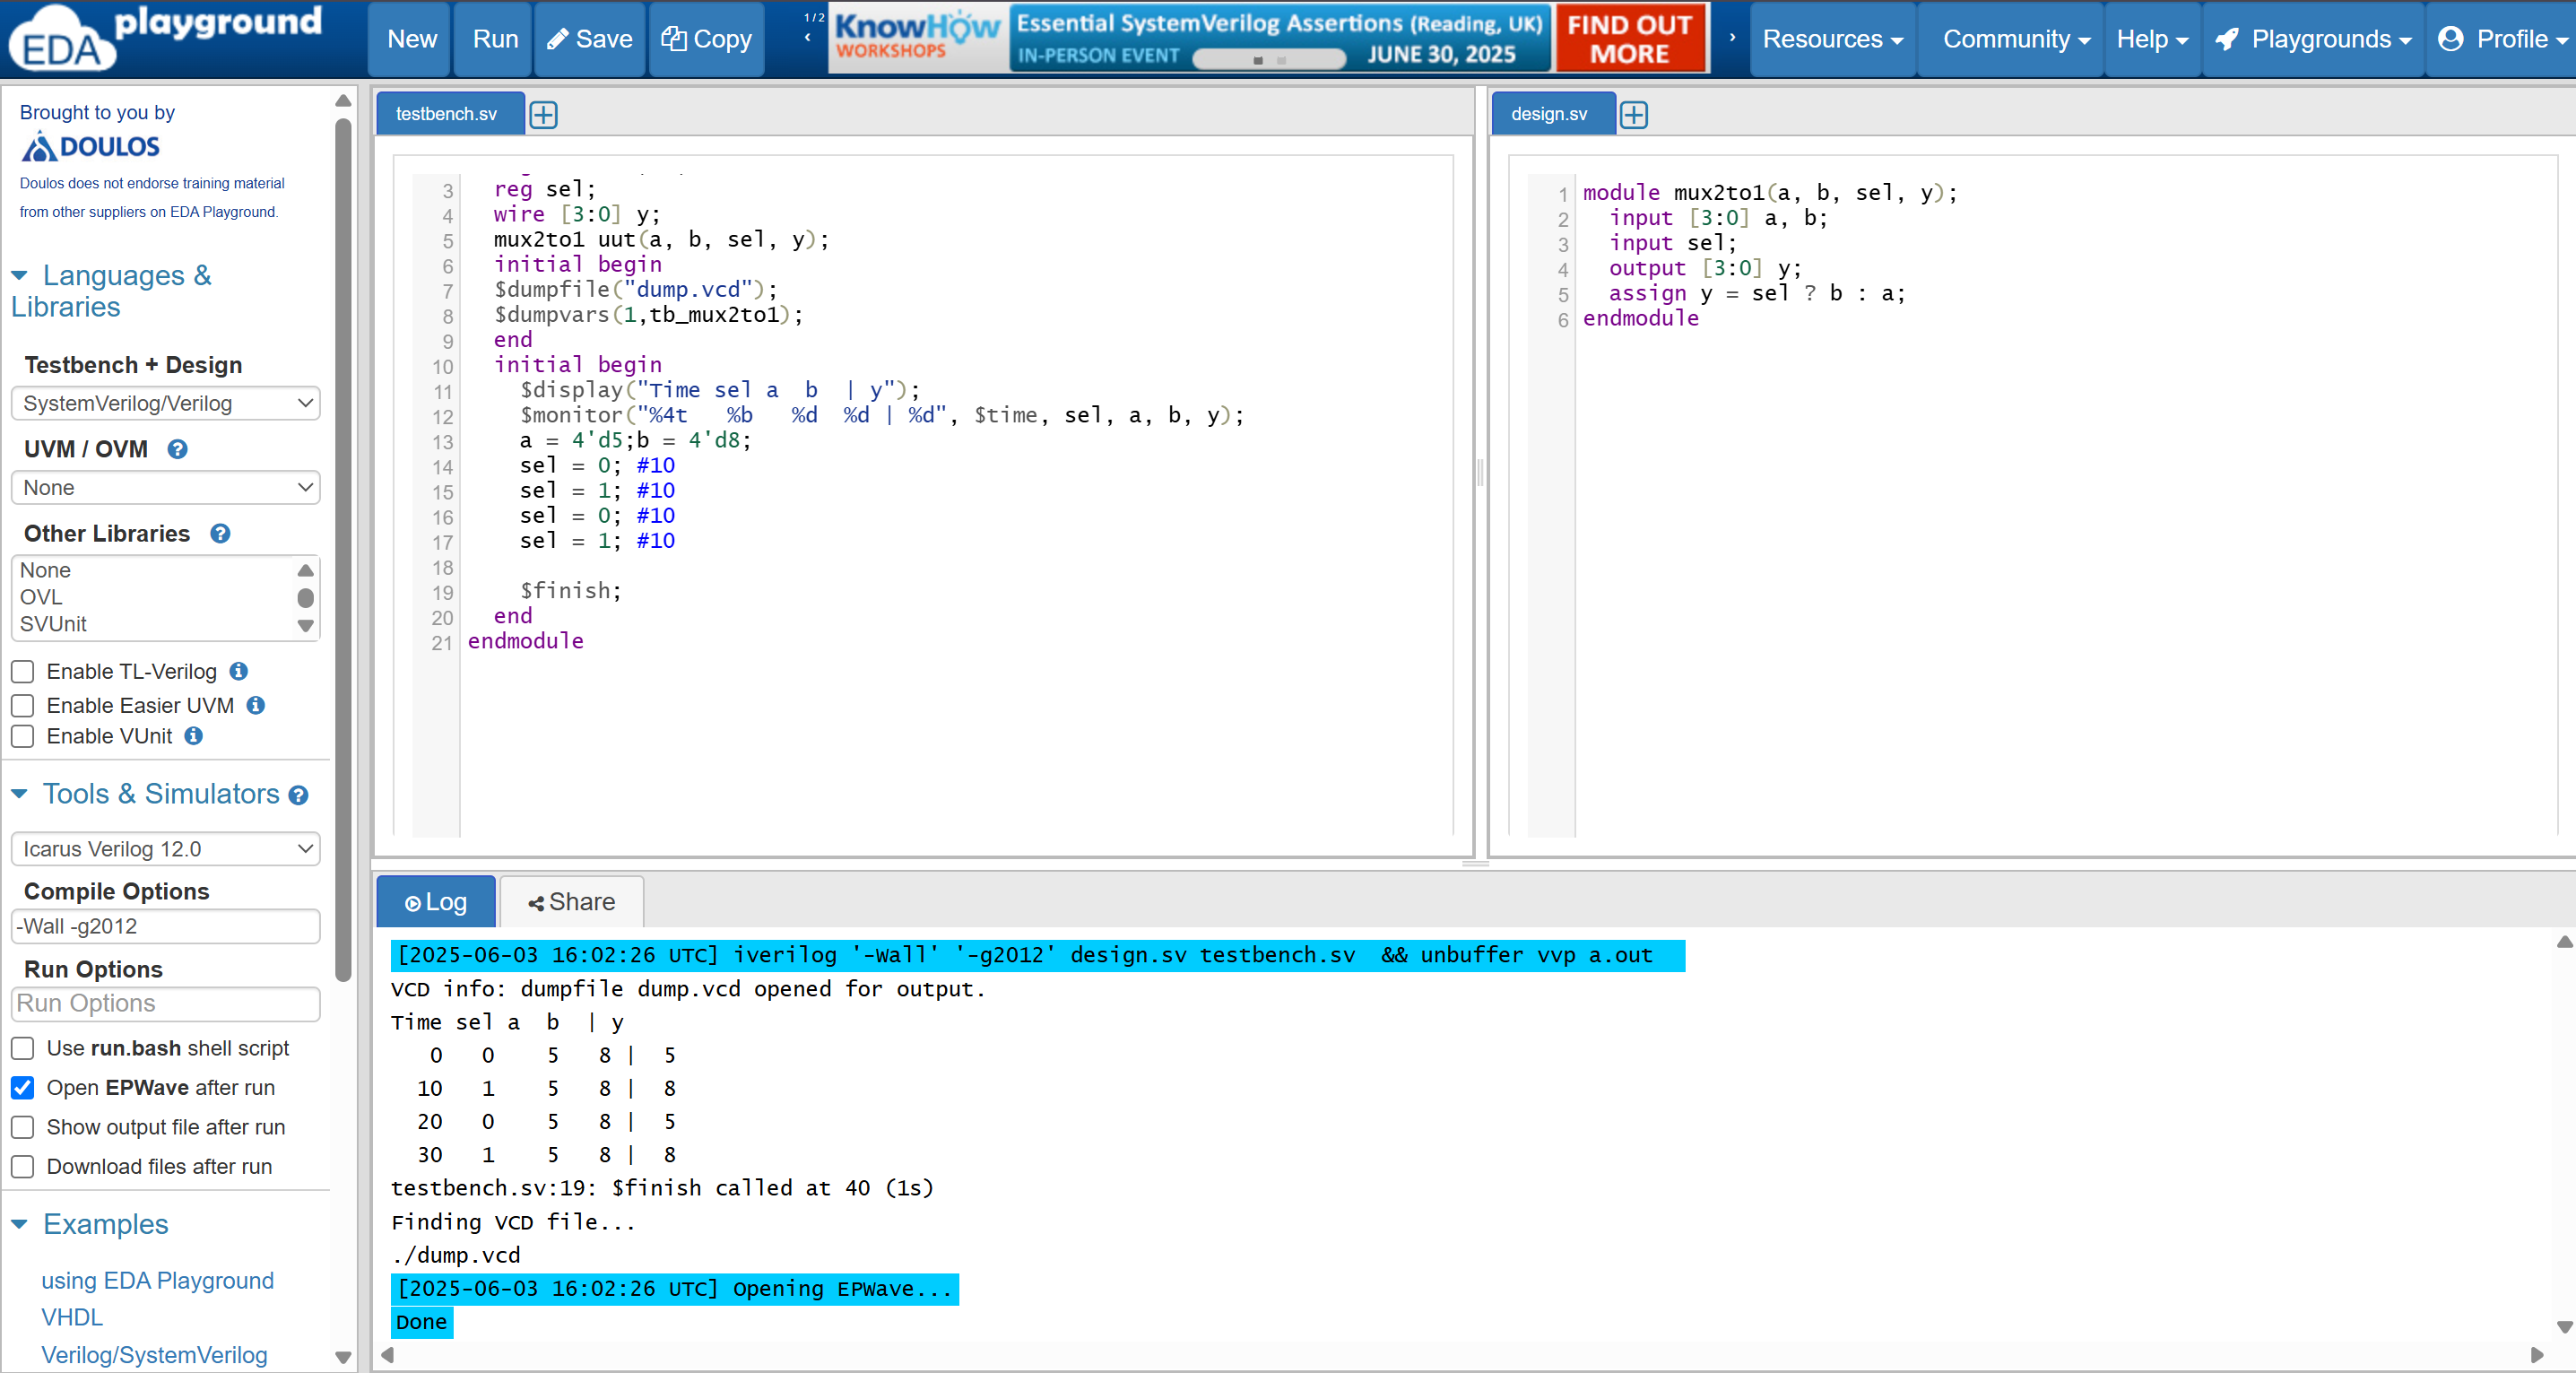 EDA playground
New
Run
Save
Copy
1 / 2
‹
KnowHow
WORKSHOPS
Essential SystemVerilog Assertions (Reading, UK)
IN-PERSON EVENT
JUNE 30, 2025
FIND OUT
MORE
›
Resources
Community
Help
Playgrounds
Profile
Brought to you by
DOULOS
Doulos does not endorse training material
from other suppliers on EDA Playground.
Languages &
Libraries
Testbench + Design
SystemVerilog/Verilog
UVM / OVM ?
None
Other Libraries ?
None
OVL
SVUnit
Enable TL-Verilog i
Enable Easier UVM i
Enable VUnit i
Tools & Simulators ?
Icarus Verilog 12.0
Compile Options
-Wall -g2012
Run Options
Run Options
Use run.bash shell script
Open EPWave after run
Show output file after run
Download files after run
Examples
using EDA Playground
VHDL
Verilog/SystemVerilog
testbench.sv
3 reg sel;
4 wire [3:0] y;
5 mux2to1 uut(a, b, sel, y);
6 initial begin
7 $dumpfile("dump.vcd");
8 $dumpvars(1,tb_mux2to1);
9 end
10 initial begin
11 $display("Time sel a  b  | y");
12 $monitor("%4t   %b   %d  %d | %d", $time, sel, a, b, y);
13 a = 4'd5;b = 4'd8;
14 sel = 0; #10
15 sel = 1; #10
16 sel = 0; #10
17 sel = 1; #10
18
19 $finish;
20 end
21 endmodule
design.sv
1 module mux2to1(a, b, sel, y);
2 input [3:0] a, b;
3 input sel;
4 output [3:0] y;
5 assign y = sel ? b : a;
6 endmodule
Log
Share
[2025-06-03 16:02:26 UTC] iverilog '-Wall' '-g2012' design.sv testbench.sv  && unbuffer vvp a.out
VCD info: dumpfile dump.vcd opened for output.
Time sel a  b  | y
   0   0    5   8 |  5
  10   1    5   8 |  8
  20   0    5   8 |  5
  30   1    5   8 |  8
testbench.sv:19: $finish called at 40 (1s)
Finding VCD file...
./dump.vcd
[2025-06-03 16:02:26 UTC] Opening EPWave...
Done